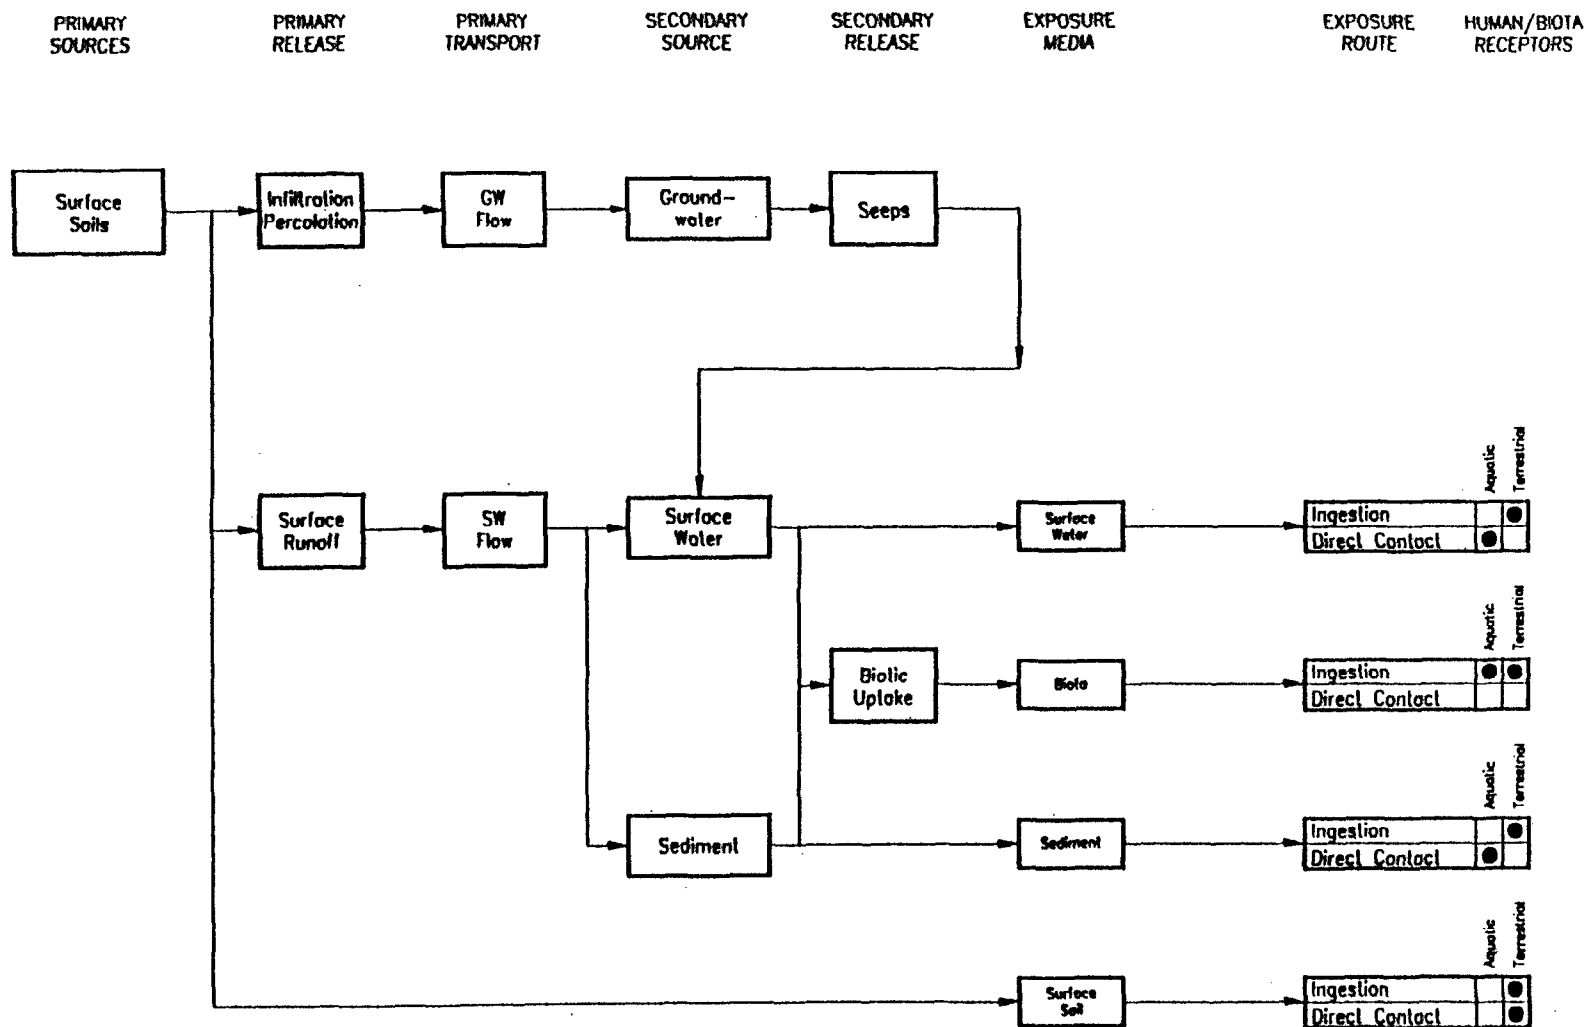 PRIMARY
SOURCES
PRIMARY
RELEASE
PRIMARY
TRANSPORT
SECONDARY
SOURCE
SECONDARY
RELEASE
EXPOSURE
MEDIA
EXPOSURE
ROUTE
HUMAN/BIOTA
RECEPTORS
Surface
Soils
Infiltration
Percolation
GW
Flow
Ground-
water
Seeps
Surface
Runoff
SW
Flow
Surface
Water
Surface
Water
Aquatic
Terrestrial
Ingestion
Direct Contact
Biotic
Uptake
Biota
Aquatic
Terrestrial
Ingestion
Direct Contact
Sediment
Sediment
Aquatic
Terrestrial
Ingestion
Direct Contact
Surface
Soil
Aquatic
Terrestrial
Ingestion
Direct Contact